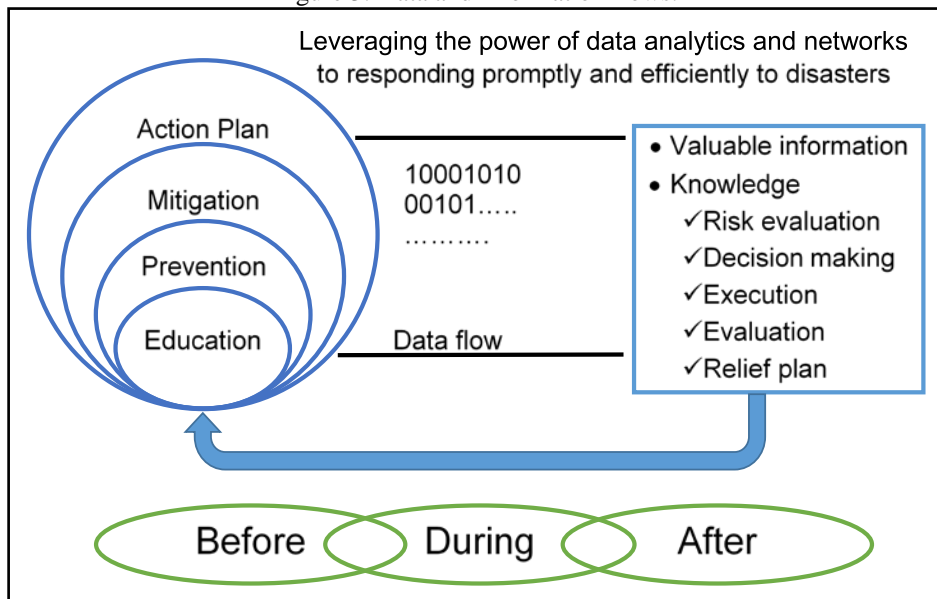 Leveraging the power of data analytics and networks
to responding promptly and efficiently to disasters
Action Plan
Mitigation
Prevention
Education
10001010
00101…..
……….
Data flow
• Valuable information
• Knowledge
✓Risk evaluation
✓Decision making
✓Execution
✓Evaluation
✓Relief plan
Before
During
After